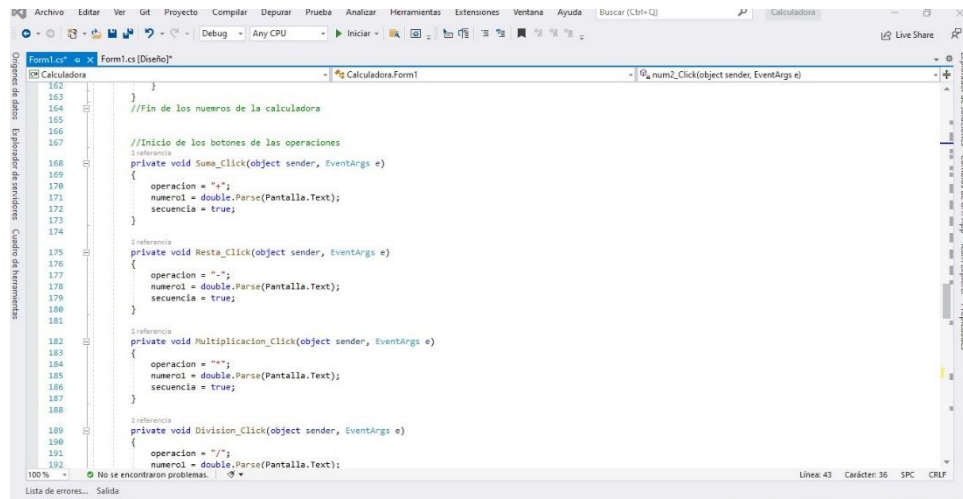 Archivo Editar Ver Git Proyecto Compilar Depurar Prueba Analizar Herramientas Extensiones Ventana Ayuda Buscar (Ctrl+Q) Calculadora
Debug Any CPU Iniciar Live Share
Form1.cs* Form1.cs [Diseño]*
C# Calculadora Calculadora.Form1 num2_Click(object sender, EventArgs e)
Orígenes de datos
Explorador de servidores
Cuadro de herramientas
162 }
163 }
164 //Fin de los nuemros de la calculadora
165
166
167 //Inicio de los botones de las operaciones
1 referencia
168 private void Suma_Click(object sender, EventArgs e)
169 {
170 operacion = "+";
171 numero1 = double.Parse(Pantalla.Text);
172 secuencia = true;
173 }
174
1 referencia
175 private void Resta_Click(object sender, EventArgs e)
176 {
177 operacion = "-";
178 numero1 = double.Parse(Pantalla.Text);
179 secuencia = true;
180 }
181
1 referencia
182 private void Multiplicacion_Click(object sender, EventArgs e)
183 {
184 operacion = "*";
185 numero1 = double.Parse(Pantalla.Text);
186 secuencia = true;
187 }
188
1 referencia
189 private void Division_Click(object sender, EventArgs e)
190 {
191 operacion = "/";
192 numero1 = double.Parse(Pantalla.Text);
100 % No se encontraron problemas. Línea: 43 Carácter: 36 SPC CRLF
Lista de errores... Salida